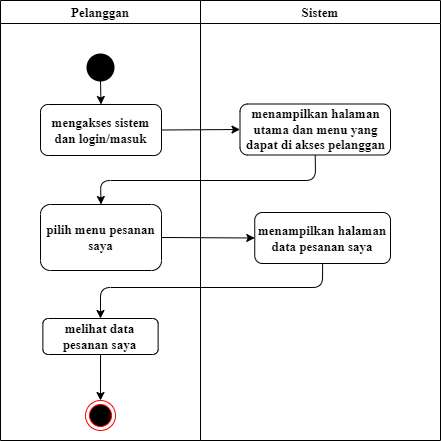 Pelanggan
Sistem
mengakses sistem
dan login/masuk
menampilkan halaman
utama dan menu yang
dapat di akses pelanggan
pilih menu pesanan
saya
menampilkan halaman
data pesanan saya
melihat data
pesanan saya